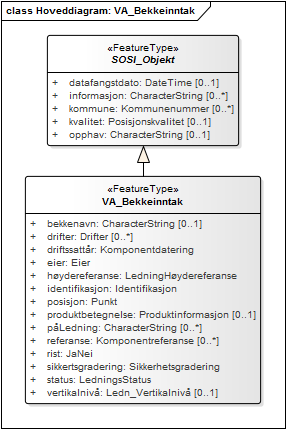 class Hoveddiagram: VA_Bekkeinntak
«FeatureType»
SOSI_Objekt
+ datafangstdato: DateTime [0..1]
+ informasjon: CharacterString [0..*]
+ kommune: Kommunenummer [0..*]
+ kvalitet: Posisjonskvalitet [0..1]
+ opphav: CharacterString [0..1]
«FeatureType»
VA_Bekkeinntak
+ bekkenavn: CharacterString [0..1]
+ drifter: Drifter [0..*]
+ driftssattår: Komponentdatering
+ eier: Eier
+ høydereferanse: LedningHøydereferanse
+ identifikasjon: Identifikasjon
+ posisjon: Punkt
+ produktbetegnelse: Produktinformasjon [0..1]
+ påLedning: CharacterString [0..*]
+ referanse: Komponentreferanse [0..*]
+ rist: JaNei
+ sikkertsgradering: Sikkerhetsgradering
+ status: LedningsStatus
+ vertikalnivå: Ledn_Vertikalnivå [0..1]